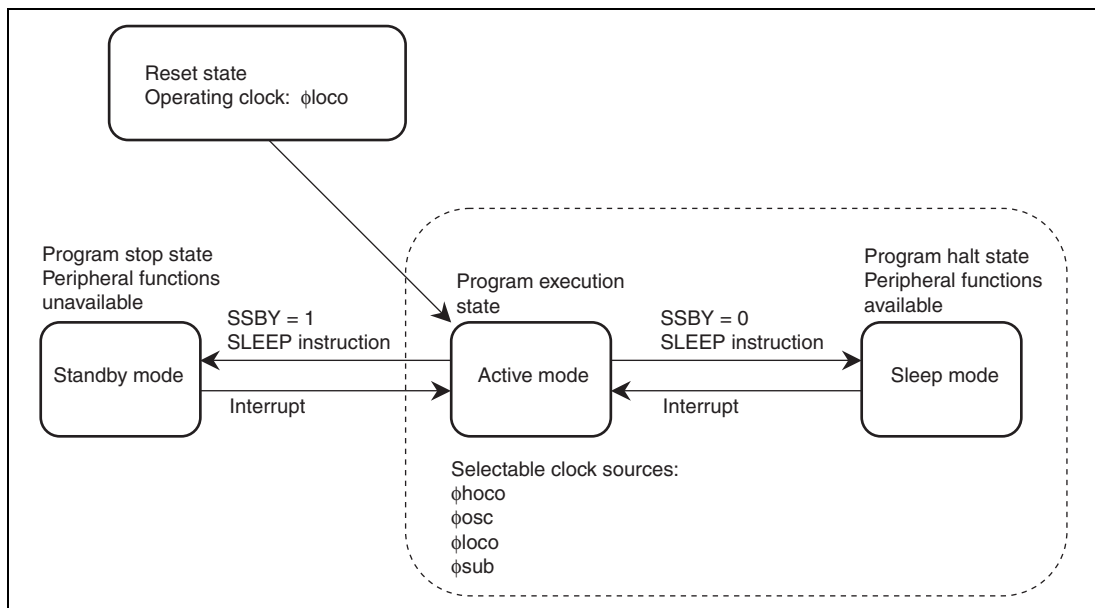 Reset state
Operating clock: ϕloco
Program stop state
Peripheral functions
unavailable
SSBY = 1
SLEEP instruction
Standby mode
Interrupt
Program execution
state
Active mode
SSBY = 0
SLEEP instruction
Interrupt
Program halt state
Peripheral functions
available
Sleep mode
Selectable clock sources:
ϕhoco
ϕosc
ϕloco
ϕsub